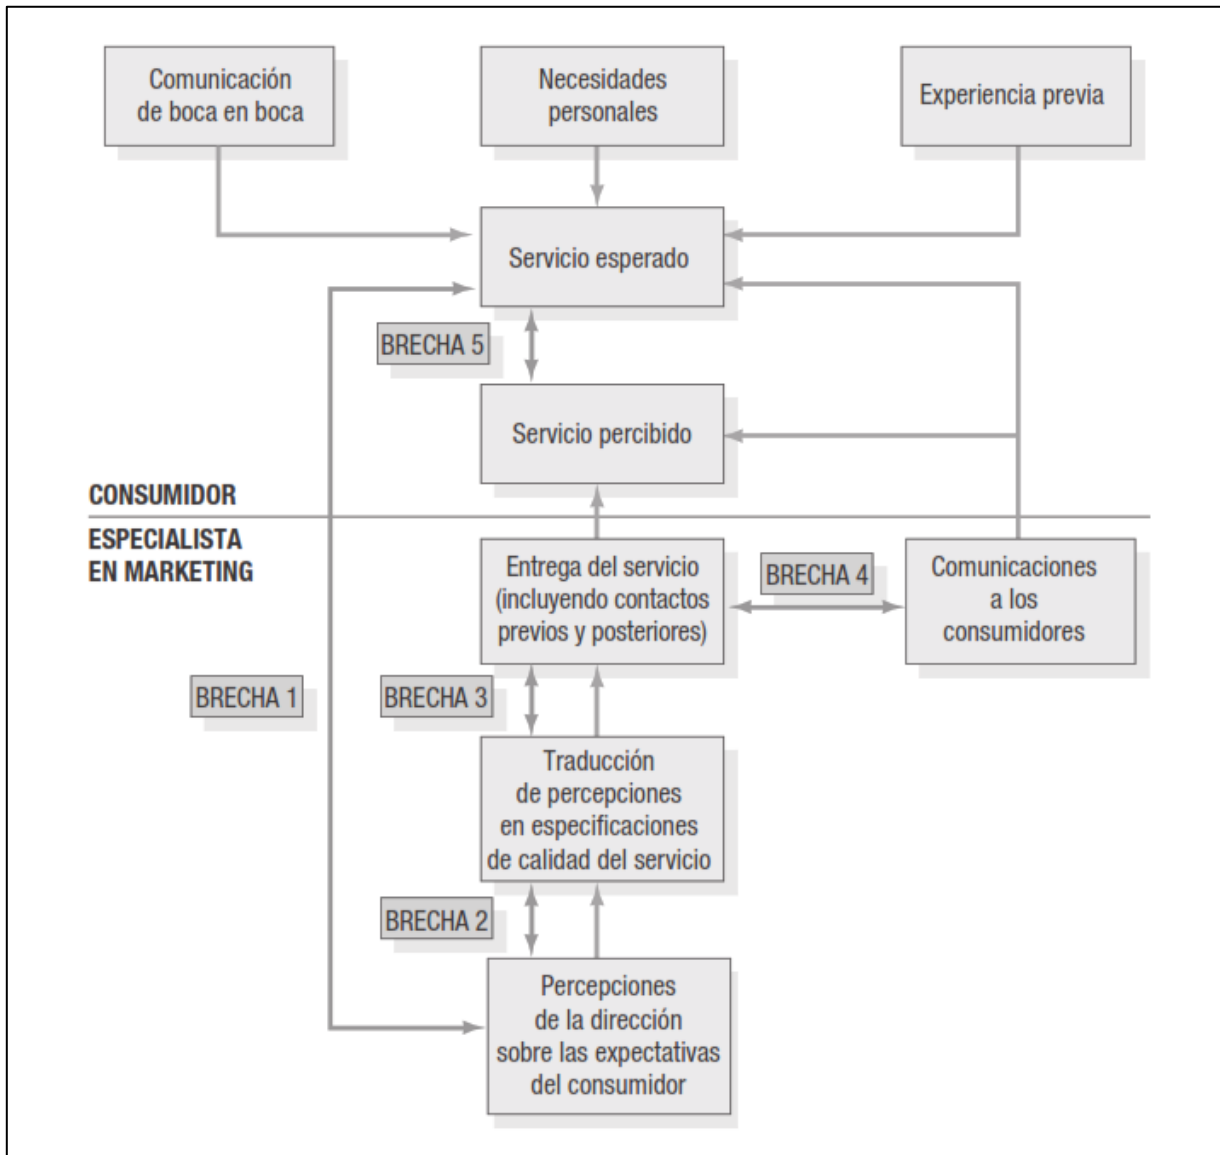 Comunicación
de boca en boca
Necesidades
personales
Experiencia previa
Servicio esperado
BRECHA 5
Servicio percibido
CONSUMIDOR
ESPECIALISTA
EN MARKETING
Entrega del servicio
(incluyendo contactos
previos y posteriores)
BRECHA 4
Comunicaciones
a los
consumidores
BRECHA 1
BRECHA 3
Traducción
de percepciones
en especificaciones
de calidad del servicio
BRECHA 2
Percepciones
de la dirección
sobre las expectativas
del consumidor